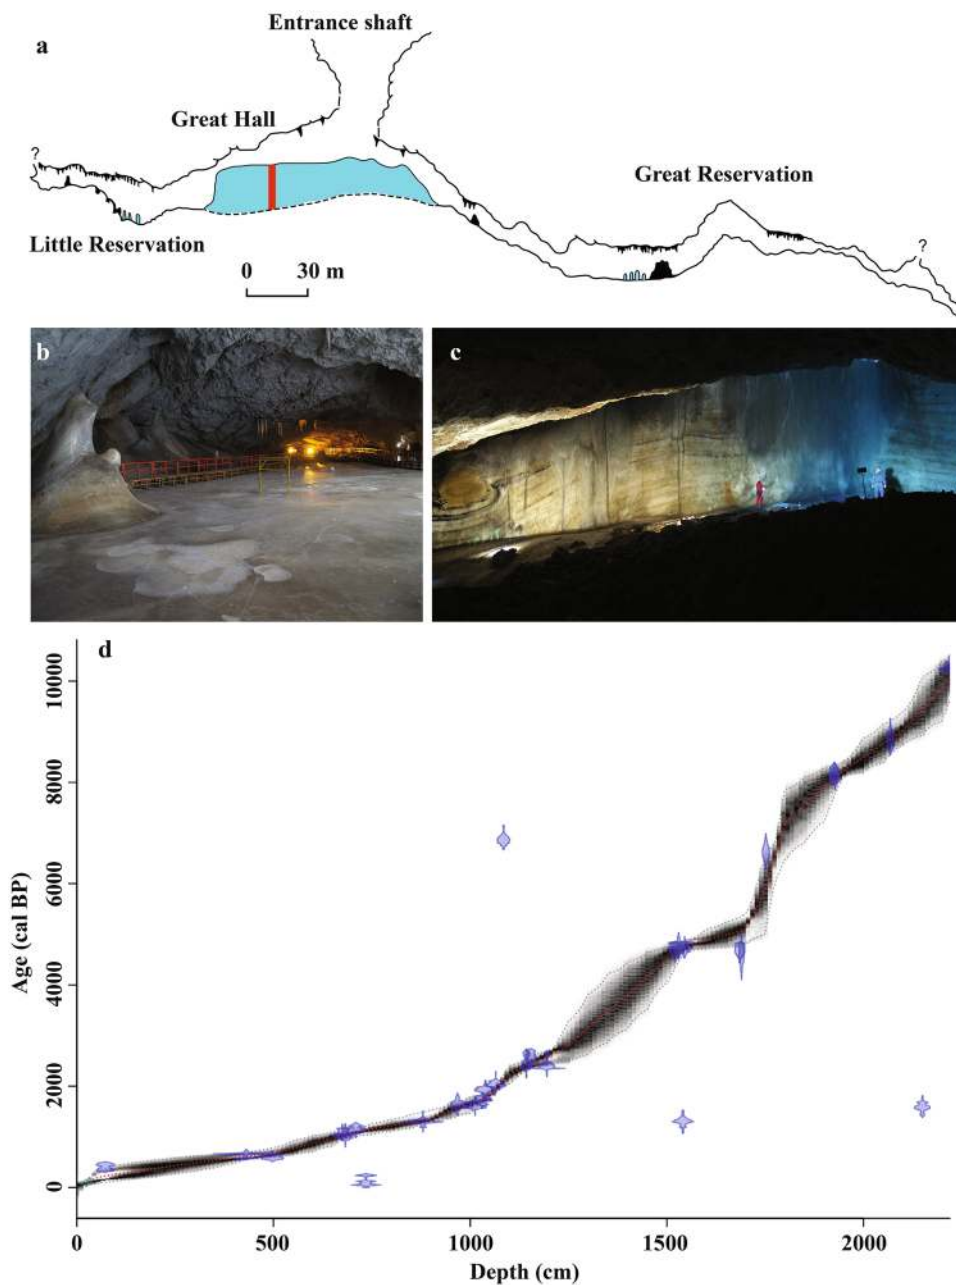 Entrance shaft
a
Great Hall
?
Great Reservation
Little Reservation
?
0 30 m
b
c
d
10000
8000
6000
4000
2000
0
Age (cal BP)
0 500 1000 1500 2000
Depth (cm)